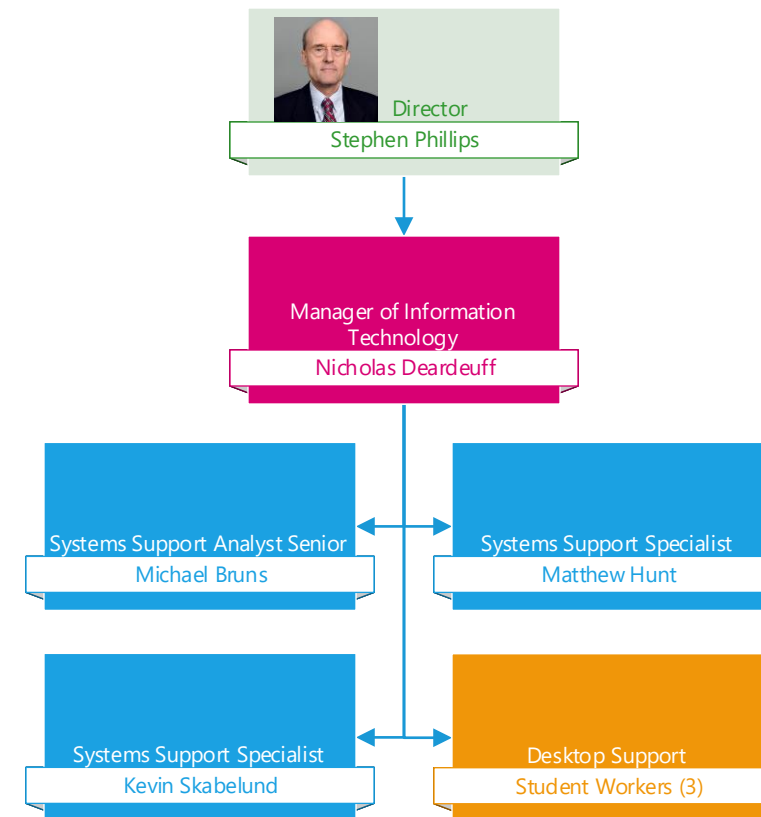 Director
Stephen Phillips
Manager of Information
Technology
Nicholas Deardeuff
Systems Support Analyst Senior
Michael Bruns
Systems Support Specialist
Matthew Hunt
Systems Support Specialist
Kevin Skabelund
Desktop Support
Student Workers (3)